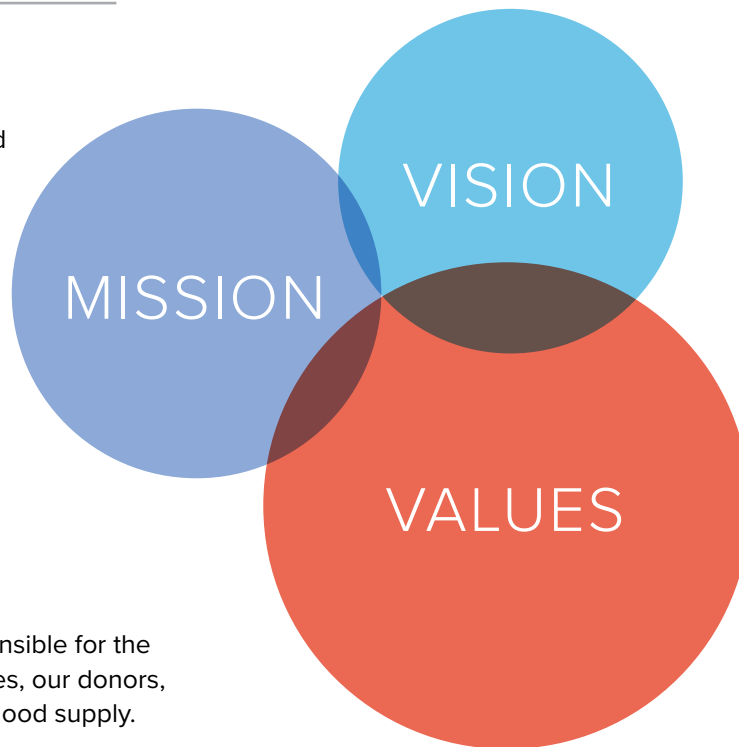 d
VISION
MISSION
VALUES
nsible for the
es, our donors,
ood supply.